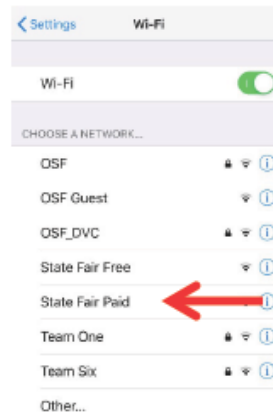 Settings Wi-Fi
Wi-Fi
CHOOSE A NETWORK...
OSF
OSF Guest
OSF_DVC
State Fair Free
State Fair Paid
Team One
Team Six
Other...